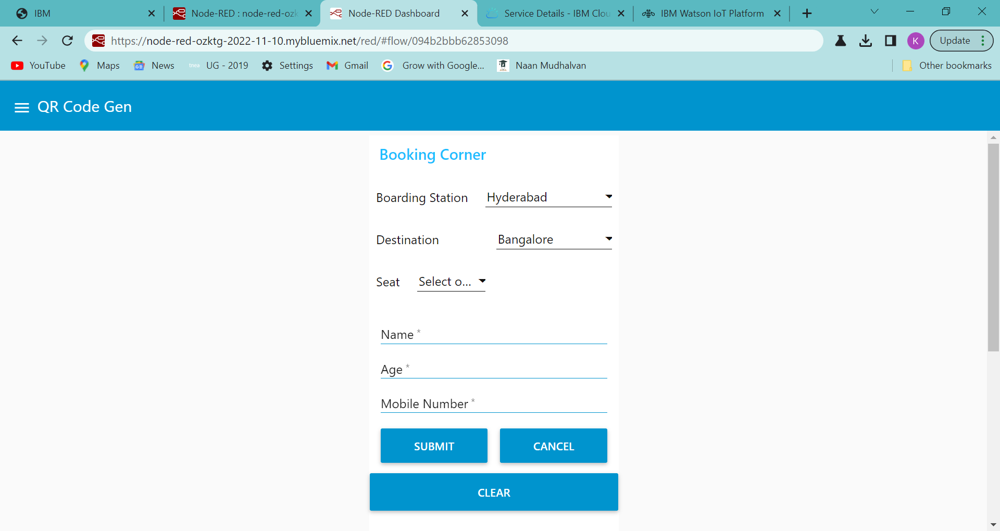 IBM
Node-RED : node-red-ozk
Node-RED Dashboard
Service Details - IBM Clou
IBM Watson IoT Platform
https://node-red-ozktg-2022-11-10.mybluemix.net/red/#flow/094b2bbb62853098
K
Update
YouTube
Maps
News
tnea
UG - 2019
Settings
Gmail
Grow with Google...
Naan Mudhalvan
Other bookmarks
QR Code Gen
Booking Corner
Boarding Station Hyderabad
Destination Bangalore
Seat Select o...
Name *
Age *
Mobile Number *
SUBMIT CANCEL
CLEAR